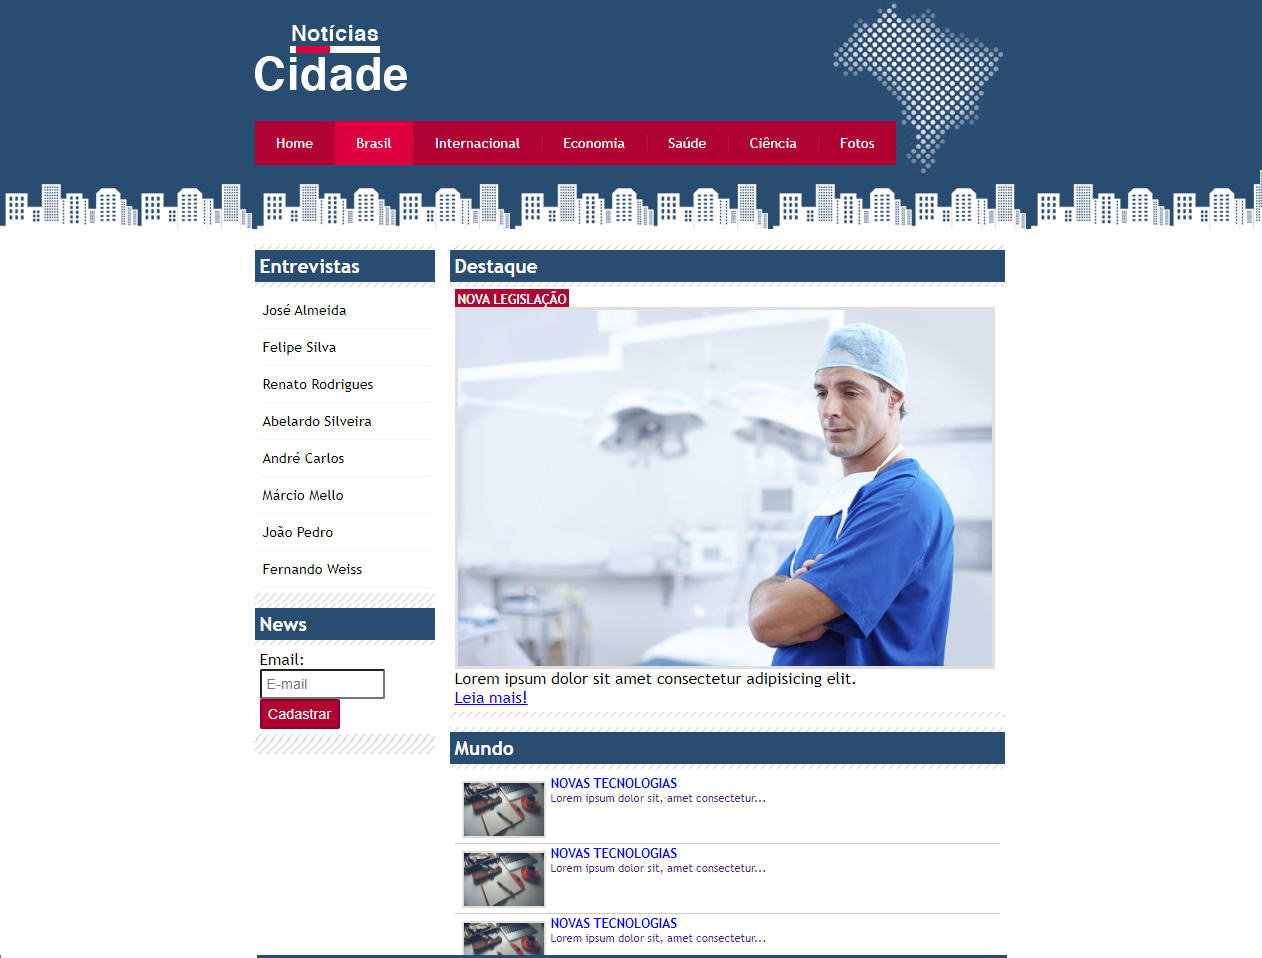 Notícias
Cidade
Home Brasil Internacional Economia Saúde Ciência Fotos
Entrevistas
José Almeida
Felipe Silva
Renato Rodrigues
Abelardo Silveira
André Carlos
Márcio Mello
João Pedro
Fernando Weiss
News
Email:
E-mail
Cadastrar
Destaque
NOVA LEGISLAÇÃO
Lorem ipsum dolor sit amet consectetur adipisicing elit.
Leia mais!
Mundo
NOVAS TECNOLOGIAS
Lorem ipsum dolor sit, amet consectetur...
NOVAS TECNOLOGIAS
Lorem ipsum dolor sit, amet consectetur...
NOVAS TECNOLOGIAS
Lorem ipsum dolor sit, amet consectetur...